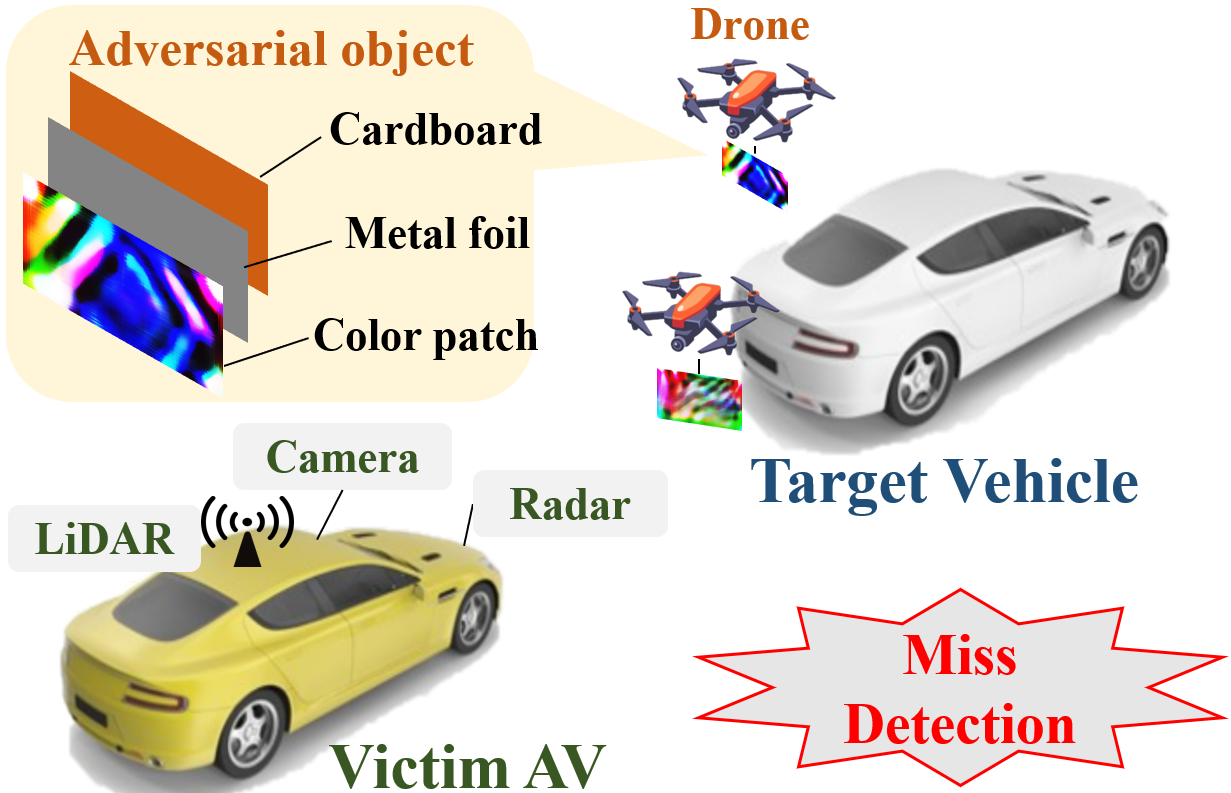 Adversarial object
Cardboard
Metal foil
Color patch
Drone
Target Vehicle
Camera
LiDAR
Radar
Victim AV
Miss
Detection